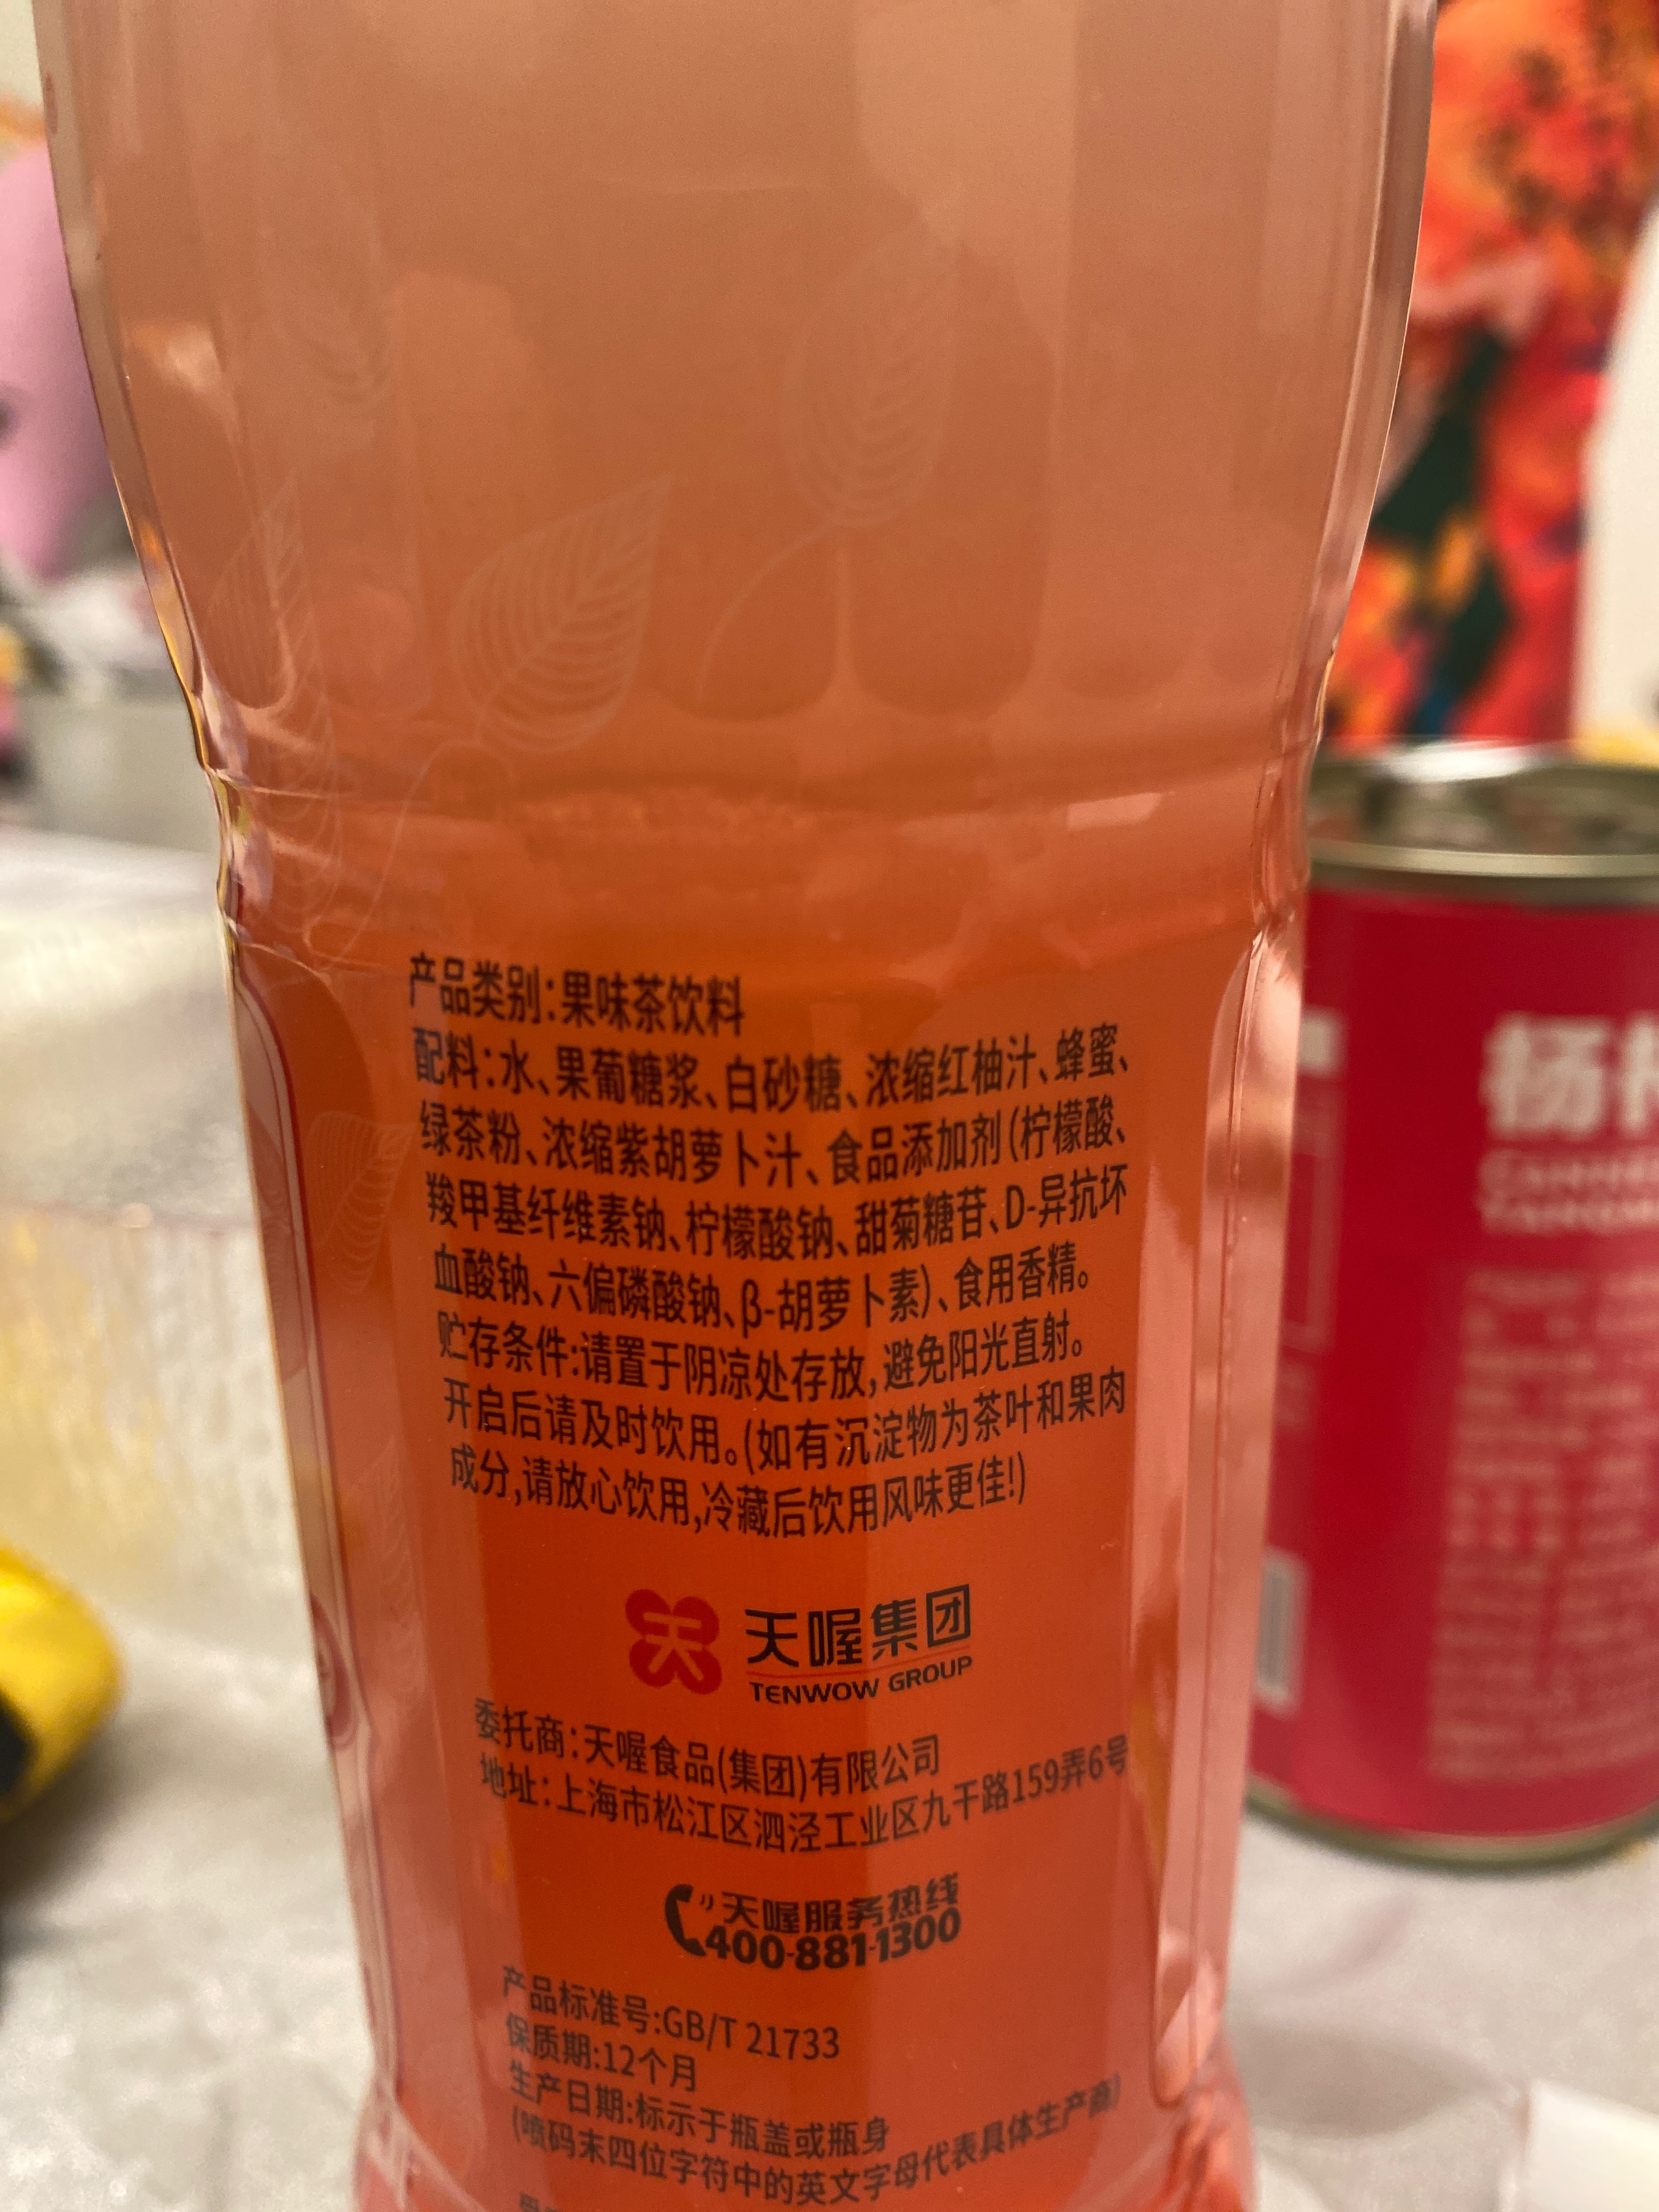 产品类别:果味茶饮料
配料:水、果葡糖浆、白砂糖、浓缩红柚汁、蜂蜜、
绿茶粉、浓缩紫胡萝卜汁、食品添加剂(柠檬酸、
羧甲基纤维素钠、柠檬酸钠、甜菊糖苷、D-异抗坏
血酸钠、六偏磷酸钠、β-胡萝卜素)、食用香精。
贮存条件:请置于阴凉处存放,避免阳光直射。
开启后请及时饮用。(如有沉淀物为茶叶和果肉
成分,请放心饮用,冷藏后饮用风味更佳!)
天
天喔集团
TENWOW GROUP
委托商:天喔食品(集团)有限公司
地址:上海市松江区泗泾工业区九干路159弄6号
天喔服务热线
400-881-1300
产品标准号:GB/T 21733
保质期:12个月
生产日期:标示于瓶盖或瓶身
(喷码末四位字符中的英文字母代表具体生产商)
杨